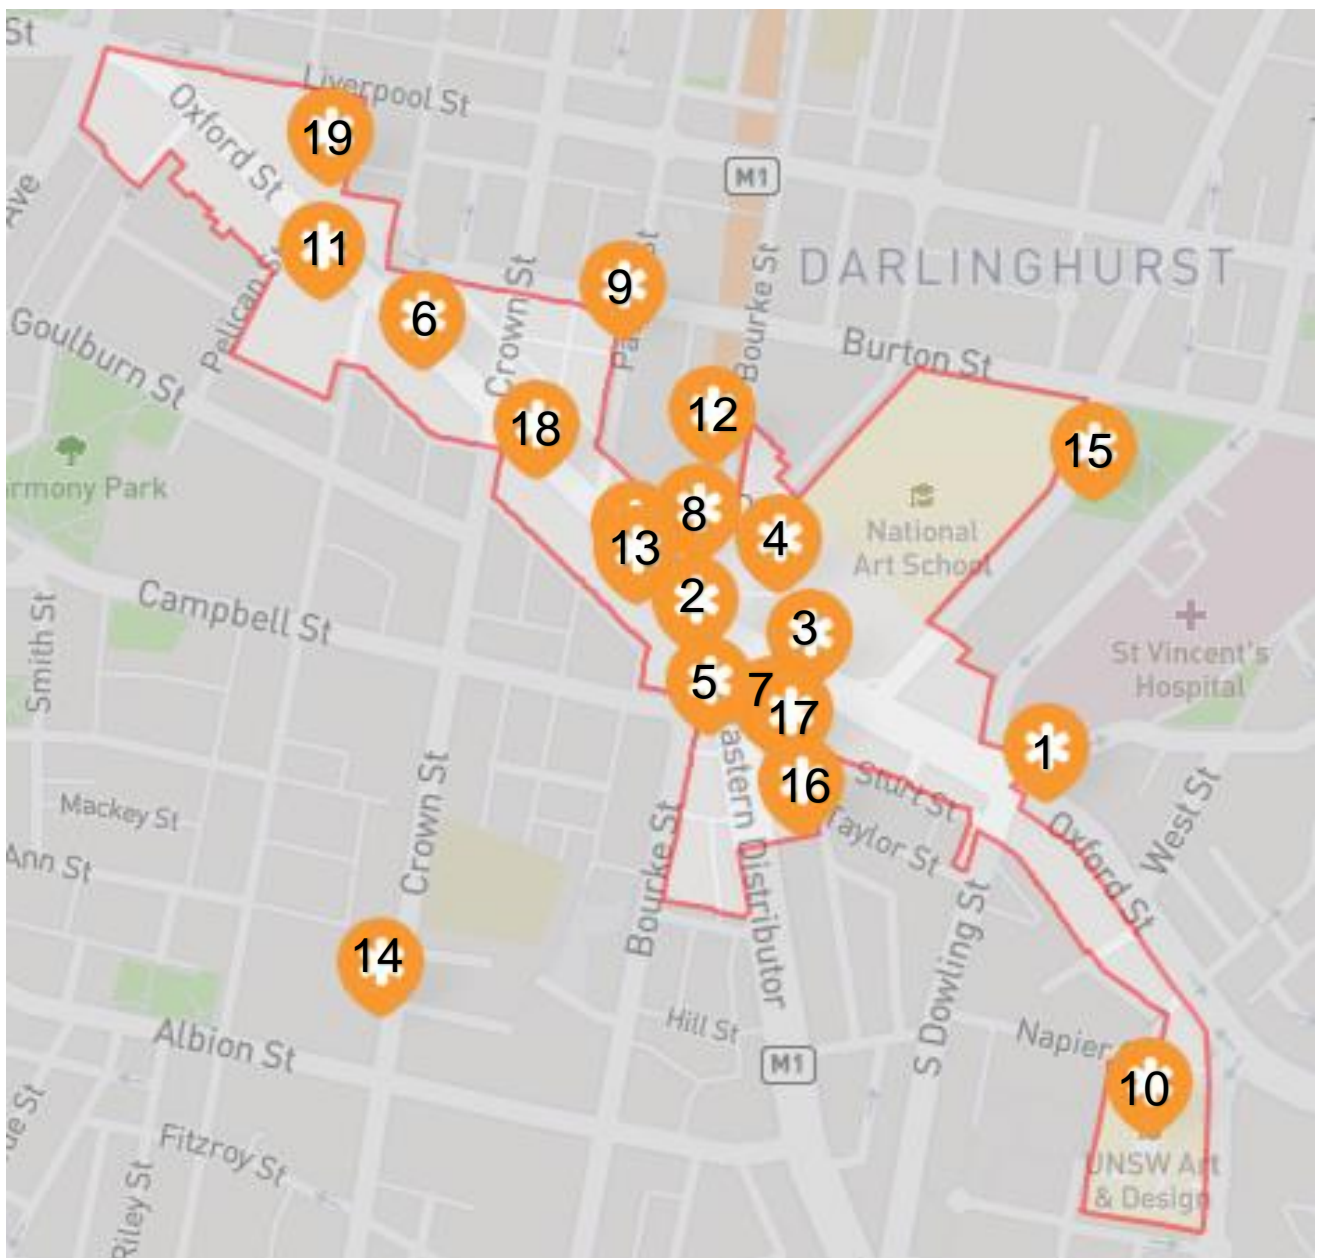 St
Liverpool St
Oxford St
19
M1
Ave
11
Pelican
Crown St
9
Bourke St
DARLINGHURST
6
Goulburn St
Burton St
12
18
15
armony Park
8
National
Art School
4
13
2
3
Campbell St
Smith St
St Vincent's
Hospital
5
7
17
1
16
Sturt St
Taylor St
astern Distributor
Oxford St
West St
Mackey St
Crown St
Ann St
Bourke St
S Dowling St
14
Hill St
Napier
Albion St
M1
10
Fitzroy St
Riley St
UNSW Art
& Design